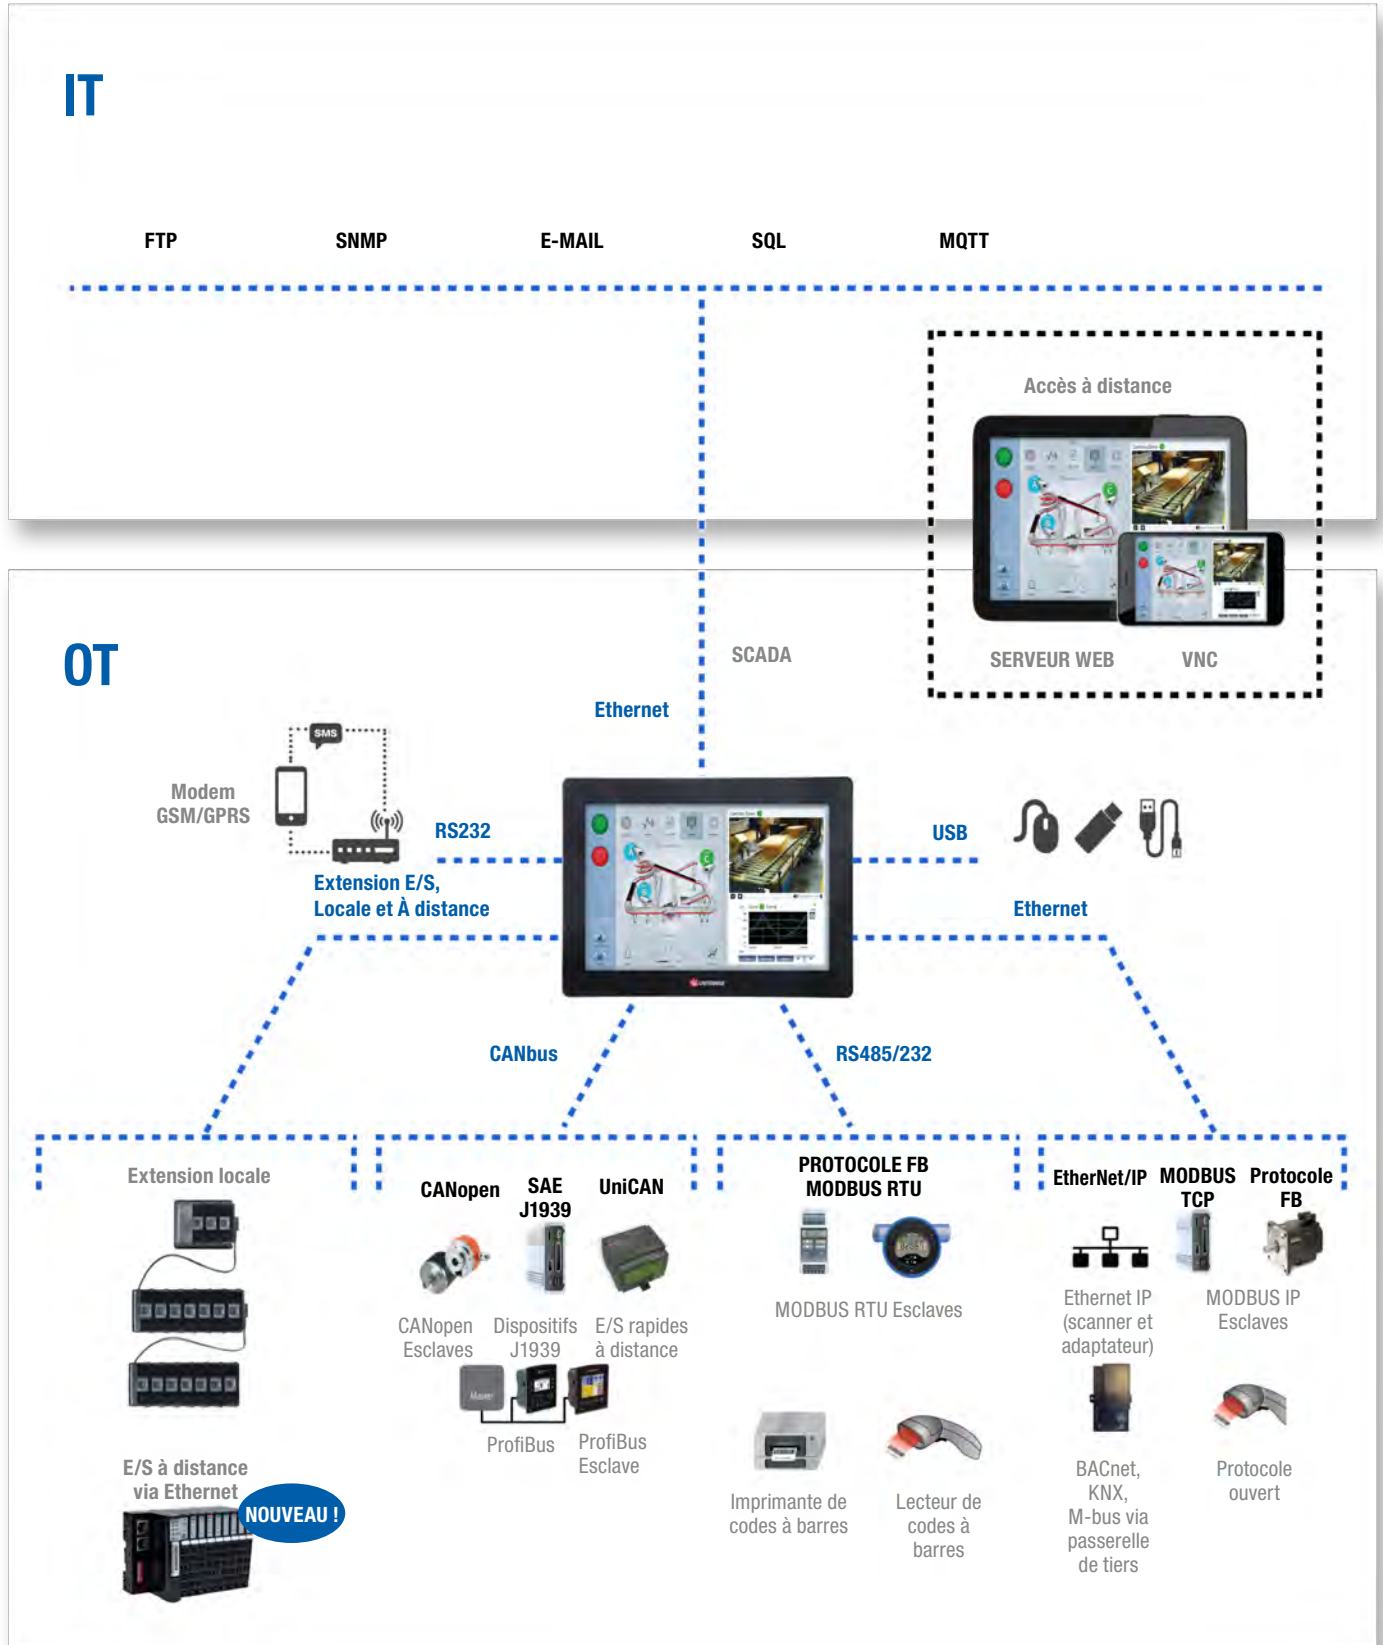 IT
FTP
SNMP
E-MAIL
SQL
MQTT
Accès à distance
SERVEUR WEB
VNC
OT
SCADA
Ethernet
SMS
Modem
GSM/GPRS
RS232
USB
Extension E/S,
Locale et À distance
Ethernet
UNITRONICS
CANbus
RS485/232
Extension locale
CANopen
SAE
J1939
UniCAN
PROTOCOLE FB
MODBUS RTU
EtherNet/IP
MODBUS
TCP
Protocole
FB
CANopen
Esclaves
Dispositifs
J1939
E/S rapides
à distance
MODBUS RTU Esclaves
Ethernet IP
(scanner et
adaptateur)
MODBUS IP
Esclaves
Master
ProfiBus
ProfiBus
Esclave
E/S à distance
via Ethernet
NOUVEAU !
Imprimante de
codes à barres
Lecteur de
codes à
barres
BACnet,
KNX,
M-bus via
passerelle
de tiers
Protocole
ouvert